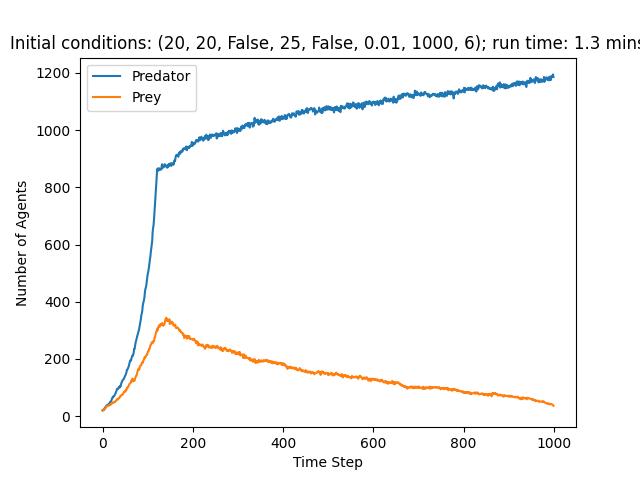 Initial conditions: (20, 20, False, 25, False, 0.01, 1000, 6); run time: 1.3 mins
Predator
Prey
1200
1000
800
600
400
200
0
Number of Agents
0 200 400 600 800 1000
Time Step